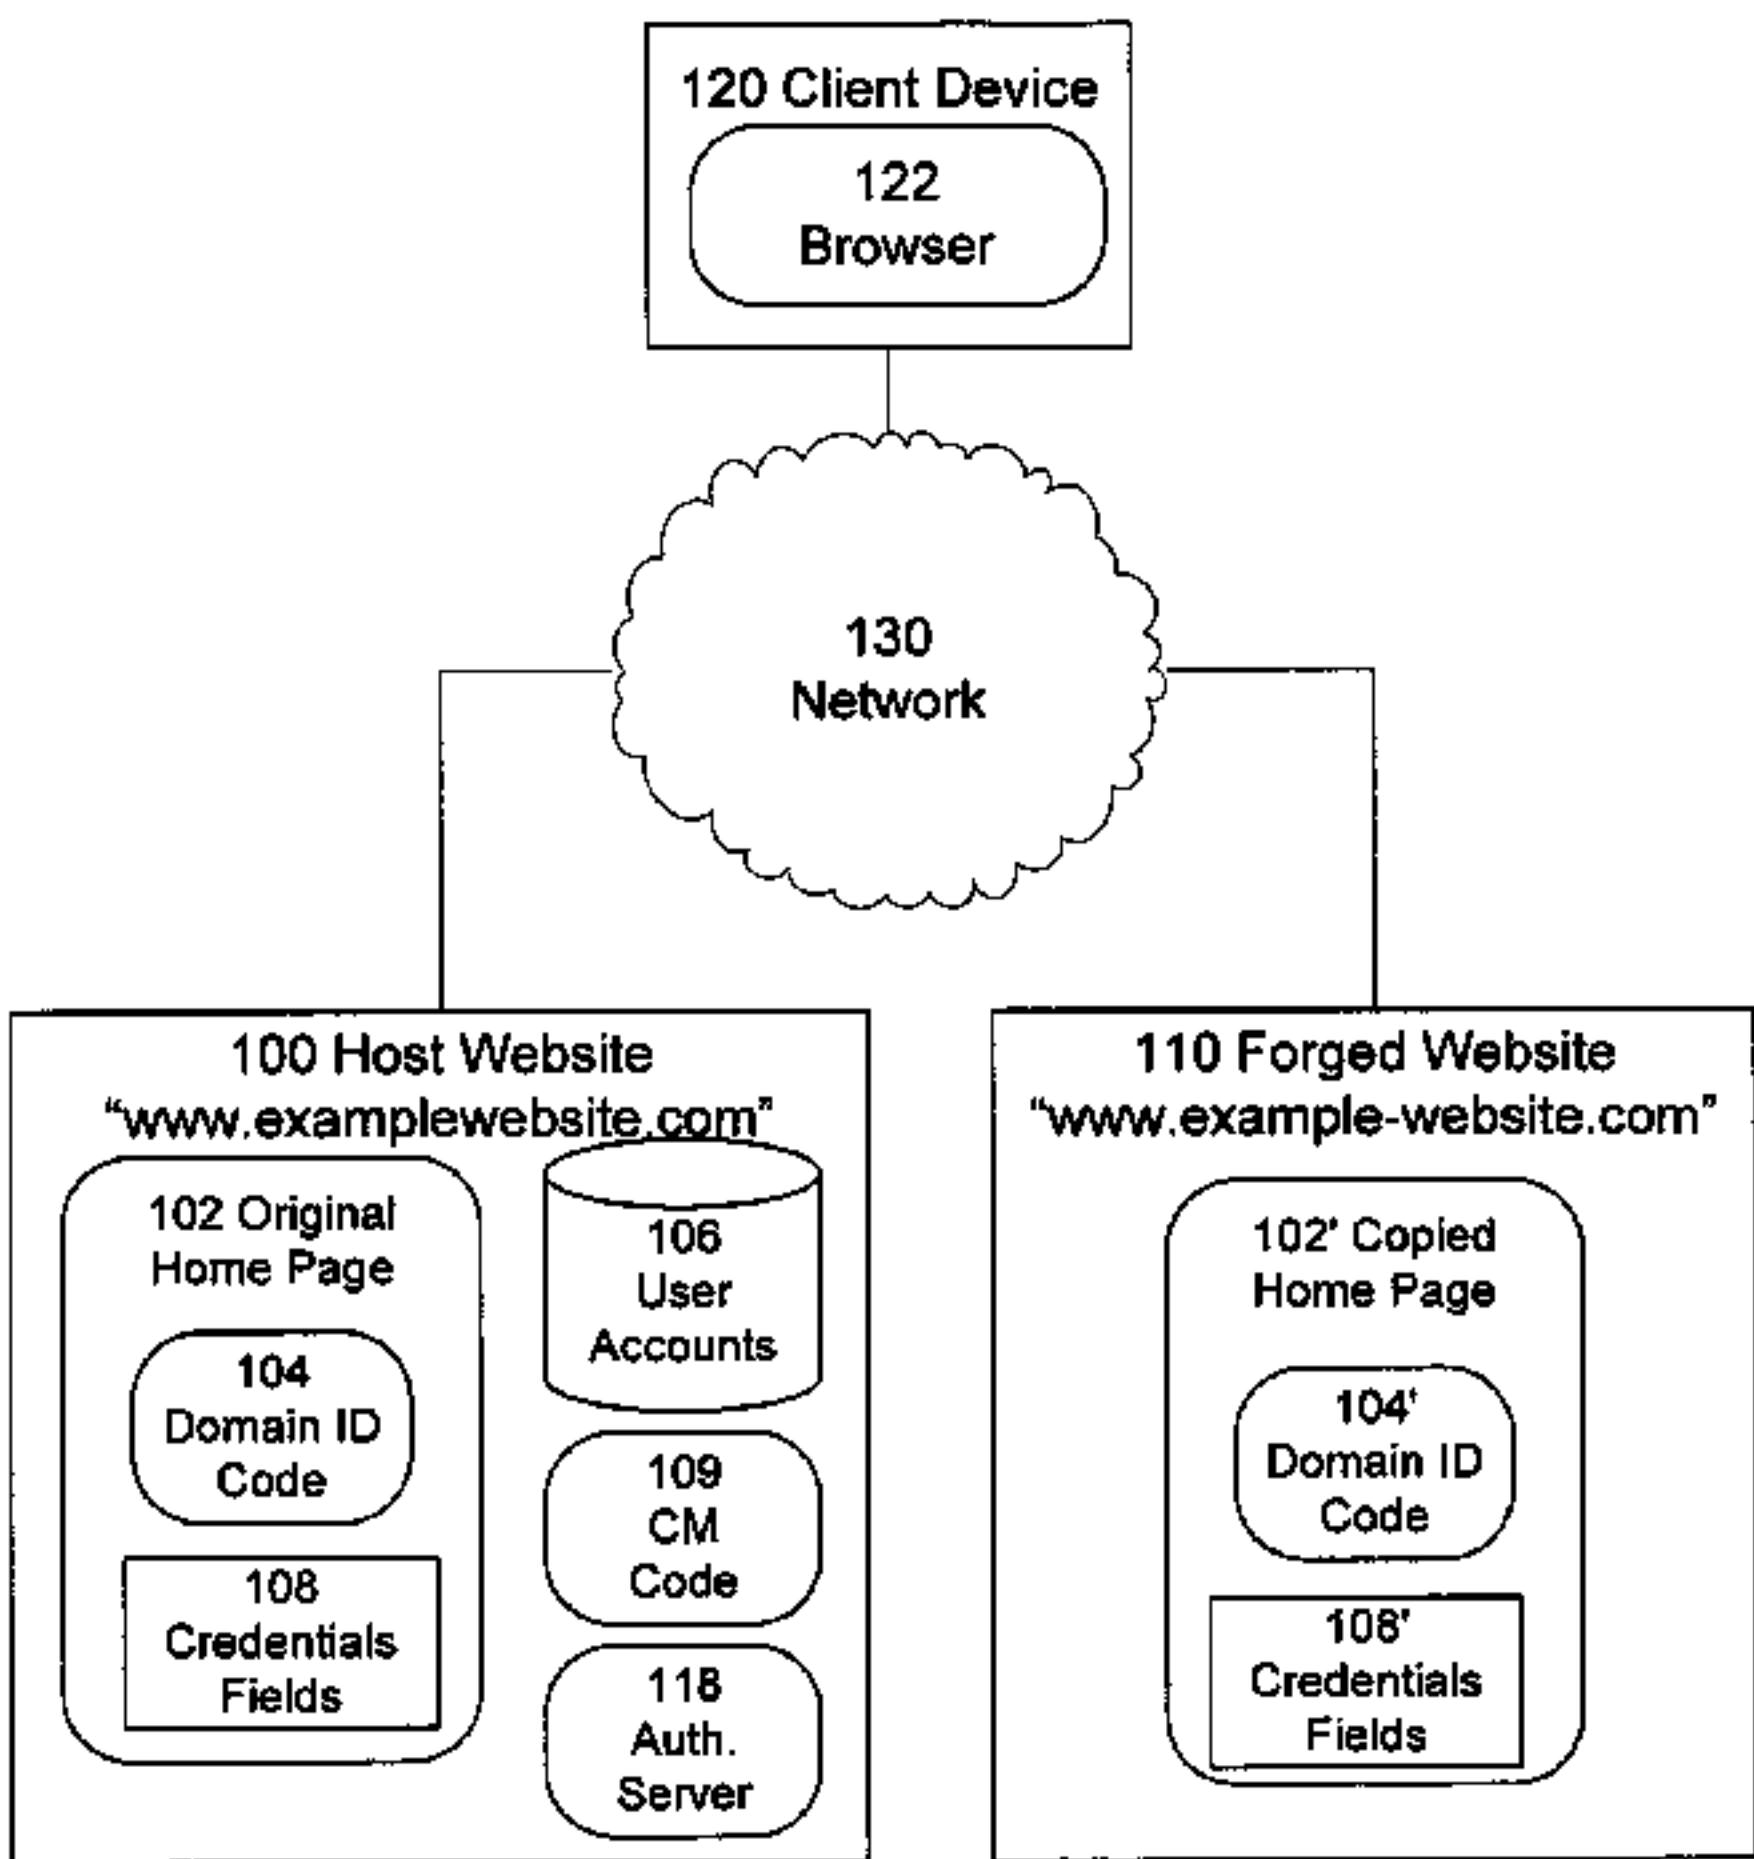 120 Client Device
122
Browser
130
Network
100 Host Website
“www.examplewebsite.com”
102 Original
Home Page
104
Domain ID
Code
108
Credentials
Fields
106
User
Accounts
109
CM
Code
118
Auth.
Server
110 Forged Website
“www.example-website.com”
102' Copied
Home Page
104'
Domain ID
Code
108'
Credentials
Fields